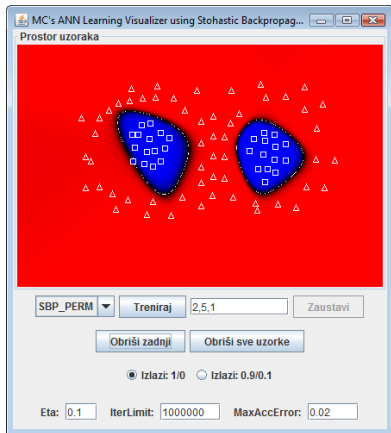 MC's ANN Learning Visualizer using Stohastic Backpropag...
Prostor uzoraka
SBP_PERM Treniraj 2,5,1 Zaustavi
Obriši zadnji Obriši sve uzorke
Izlazi: 1/0 Izlazi: 0.9/0.1
Eta: 0.1 IterLimit: 1000000 MaxAccError: 0.02